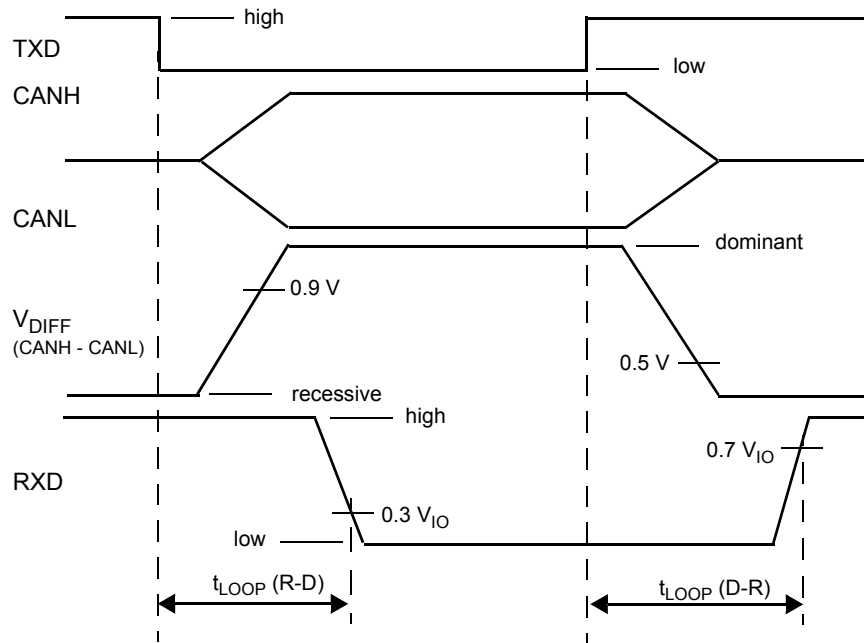 high
TXD
low
CANH
CANL
dominant
0.9 V
V_DIFF
(CANH - CANL)
0.5 V
recessive
high
0.7 V_IO
RXD
0.3 V_IO
low
t_LOOP (R-D)
t_LOOP (D-R)